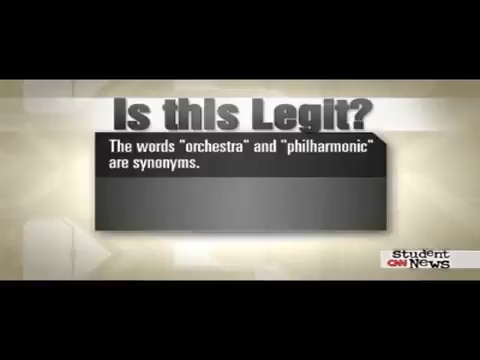 Is this Legit?
The words "orchestra" and "philharmonic"
are synonyms.
student
CNN News